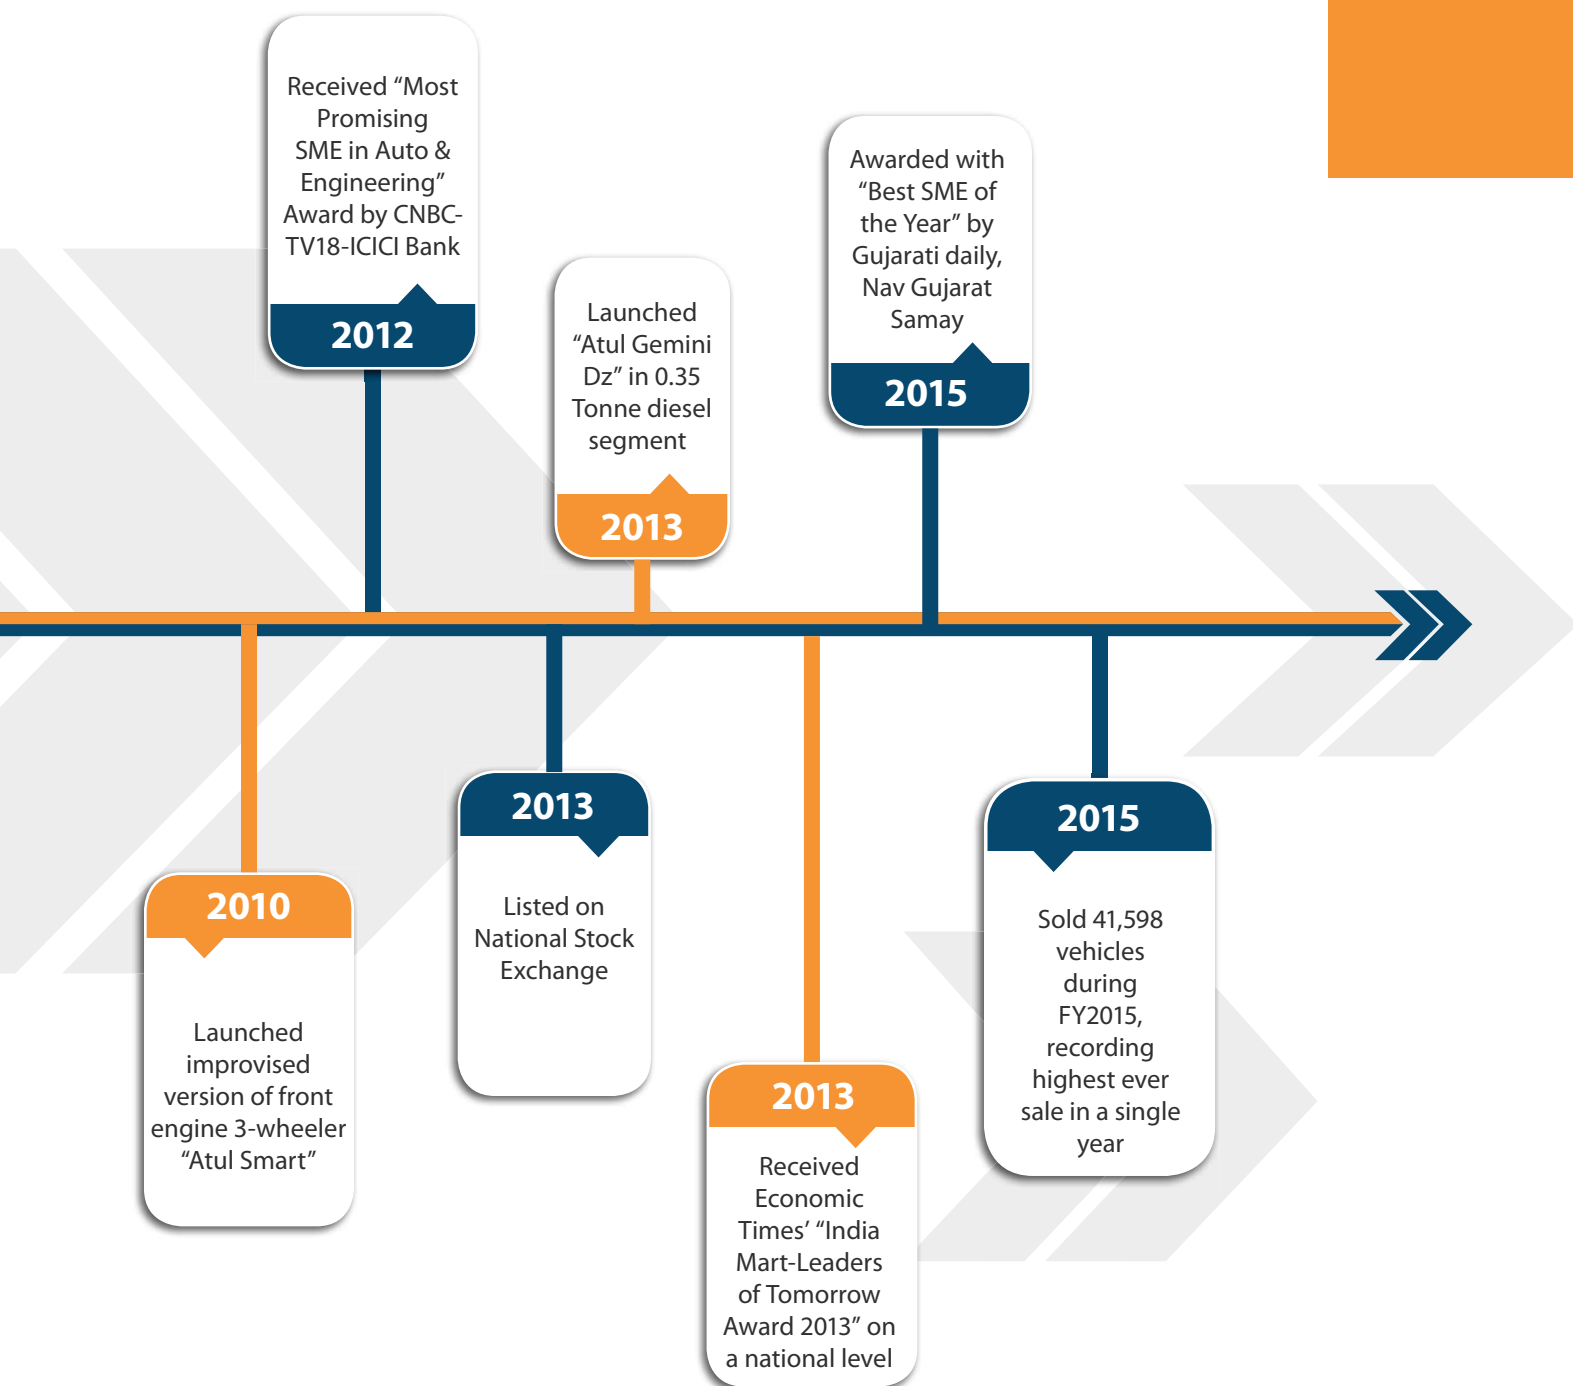 Received “Most
Promising
SME in Auto &
Engineering”
Award by CNBC-
TV18-ICICI Bank
2012
Launched
“Atul Gemini
Dz” in 0.35
Tonne diesel
segment
2013
Awarded with
“Best SME of
the Year” by
Gujarati daily,
Nav Gujarat
Samay
2015
2010
Launched
improvised
version of front
engine 3-wheeler
“Atul Smart”
2013
Listed on
National Stock
Exchange
2013
Received
Economic
Times’ “India
Mart-Leaders
of Tomorrow
Award 2013” on
a national level
2015
Sold 41,598
vehicles
during
FY2015,
recording
highest ever
sale in a single
year